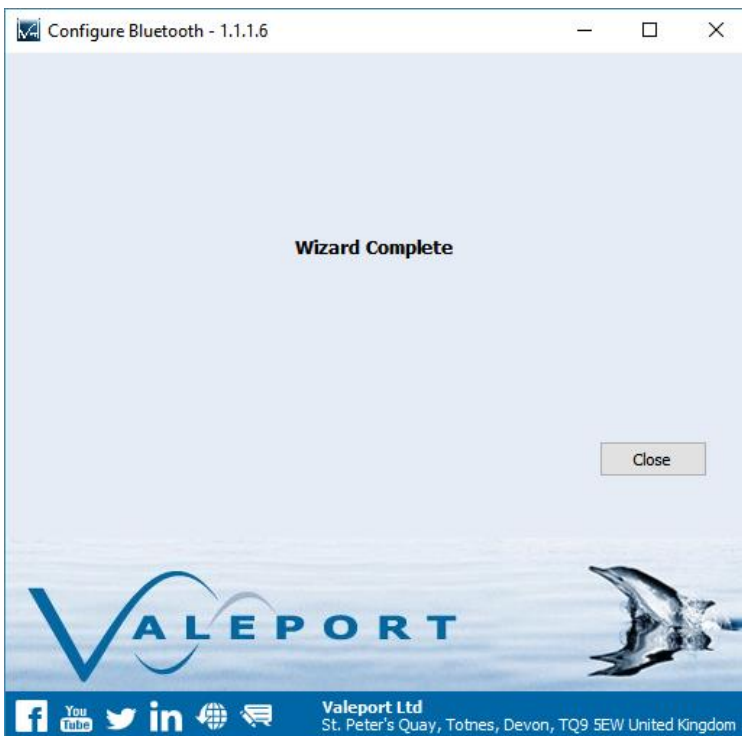 Configure Bluetooth - 1.1.1.6
Wizard Complete
Close
VALEPORT
You
Tube
in
Valeport Ltd
St. Peter's Quay, Totnes, Devon, TQ9 5EW United Kingdom